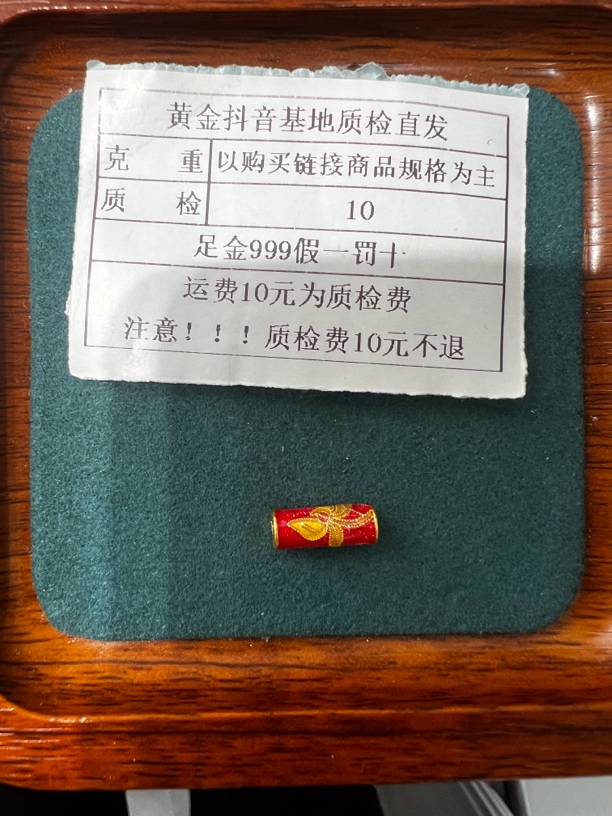 黄金抖音基地质检直发
克 重 以购买链接商品规格为主
质 检 10
足金999假一罚十
运费10元为质检费
注意！！！质检费10元不退